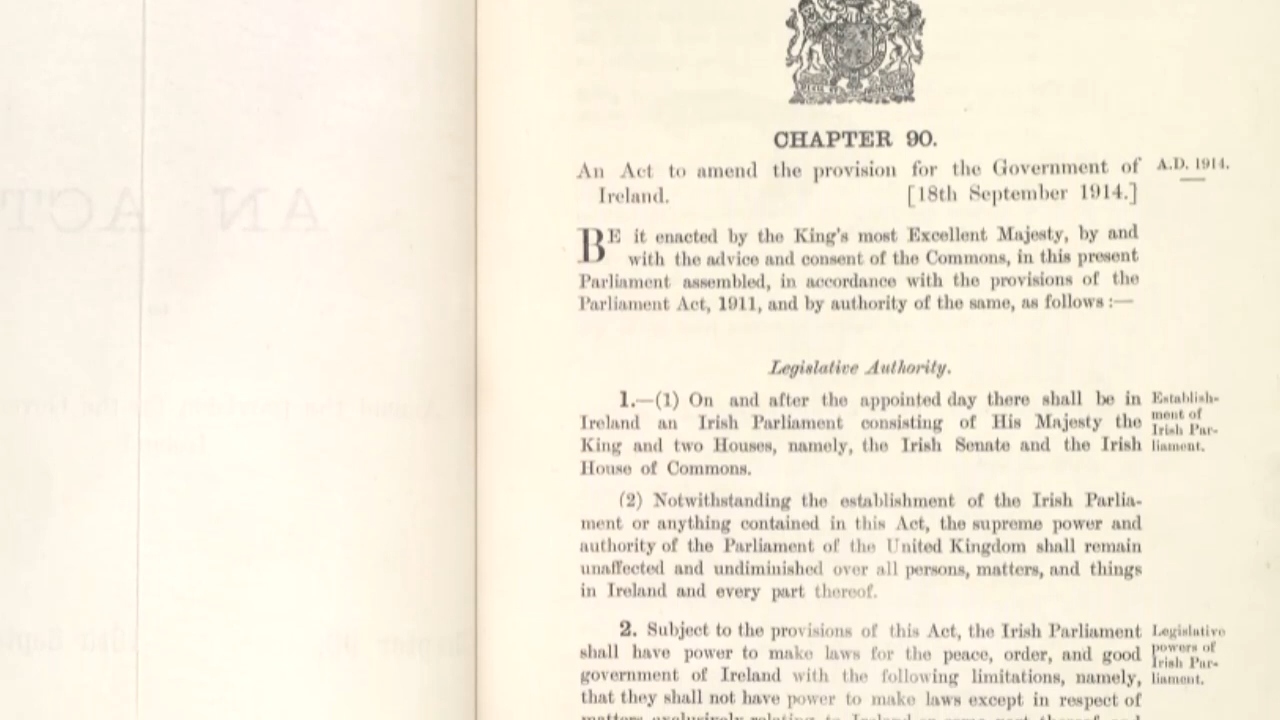 CHAPTER 90.
An Act to amend the provision for the Government of
Ireland. [18th September 1914.]
A.D. 1914.
BE it enacted by the King's most Excellent Majesty, by and
with the advice and consent of the Commons, in this present
Parliament assembled, in accordance with the provisions of the
Parliament Act, 1911, and by authority of the same, as follows :—
Legislative Authority.
1.—(1) On and after the appointed day there shall be in
Ireland an Irish Parliament consisting of His Majesty the
King and two Houses, namely, the Irish Senate and the Irish
House of Commons.
Establish-
ment of
Irish Par-
liament.
(2) Notwithstanding the establishment of the Irish Parlia-
ment or anything contained in this Act, the supreme power and
authority of the Parliament of the United Kingdom shall remain
unaffected and undiminished over all persons, matters, and things
in Ireland and every part thereof.
2. Subject to the provisions of this Act, the Irish Parliament
shall have power to make laws for the peace, order, and good
government of Ireland with the following limitations, namely,
that they shall not have power to make laws except in respect of
Legislative
powers of
Irish Par-
liament.
AN ACT